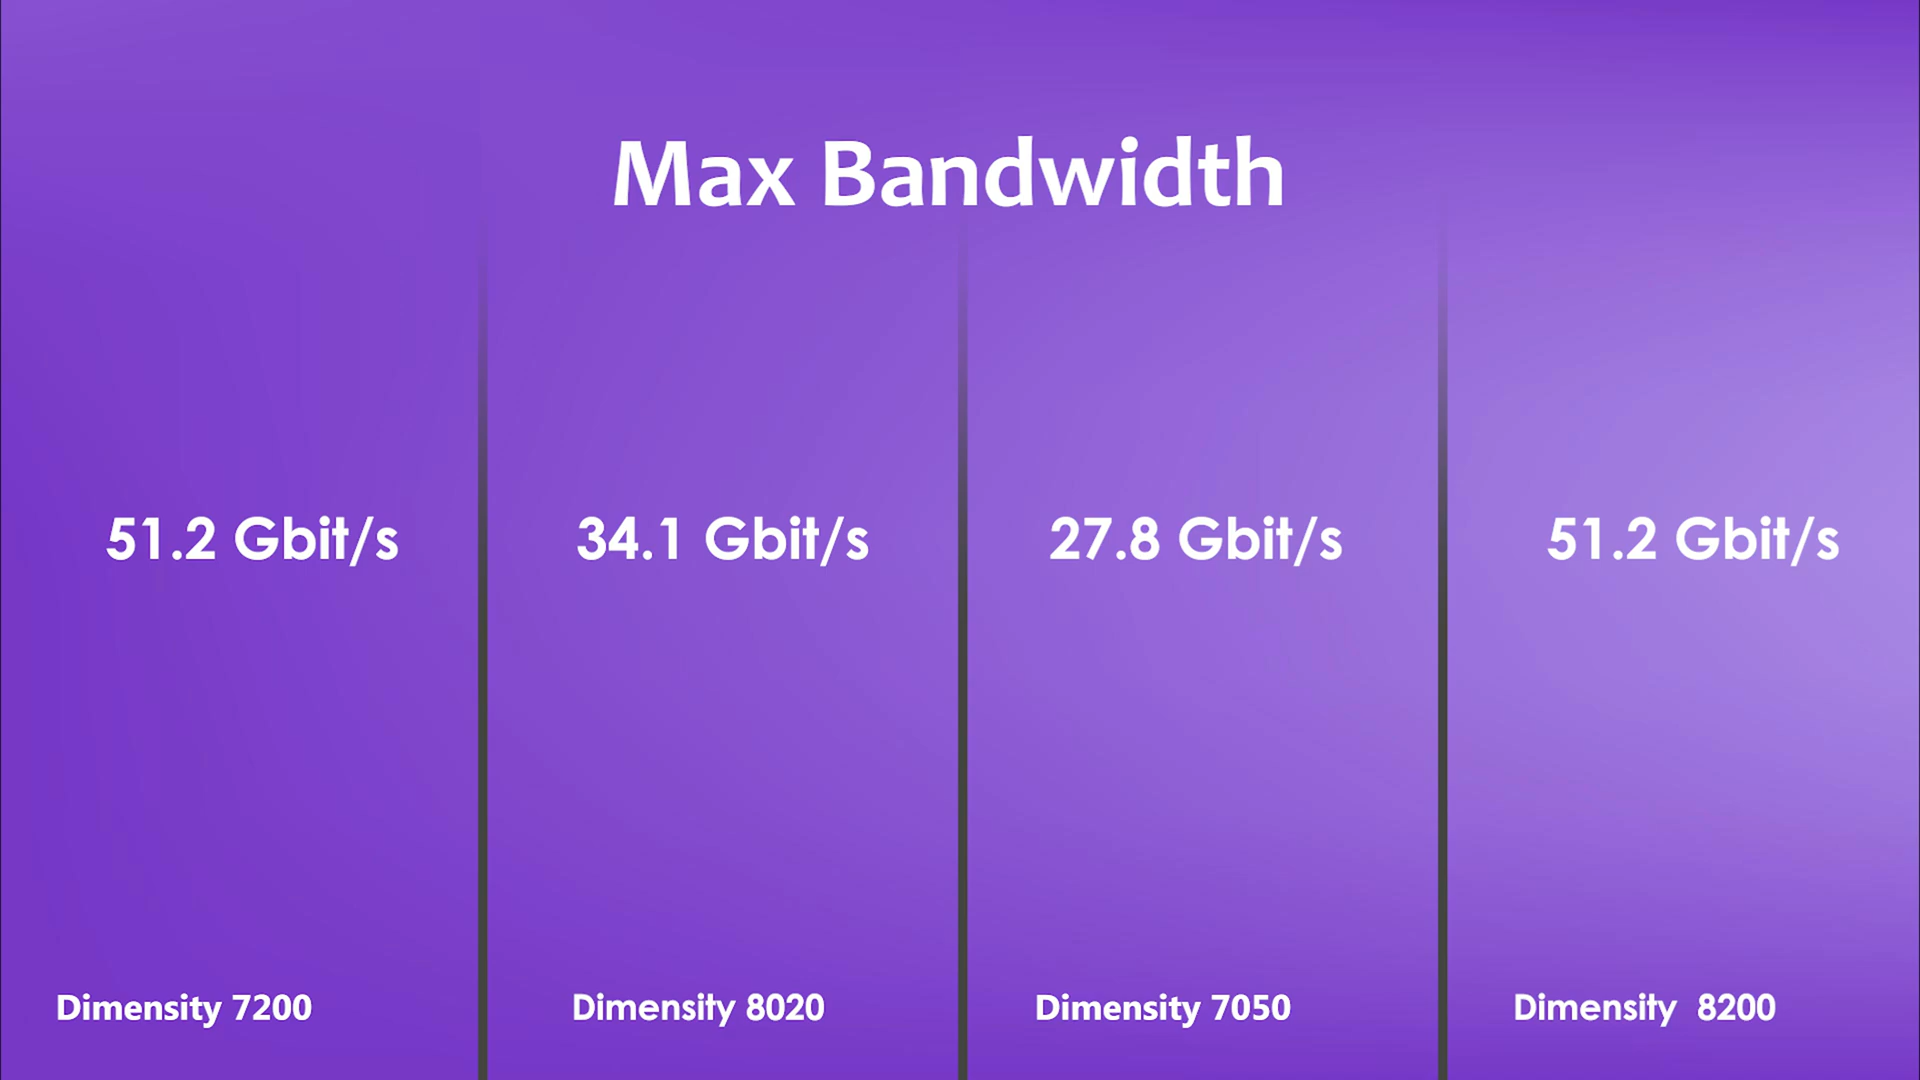 Max Bandwidth
51.2 Gbit/s
34.1 Gbit/s
27.8 Gbit/s
51.2 Gbit/s
Dimensity 7200
Dimensity 8020
Dimensity 7050
Dimensity 8200